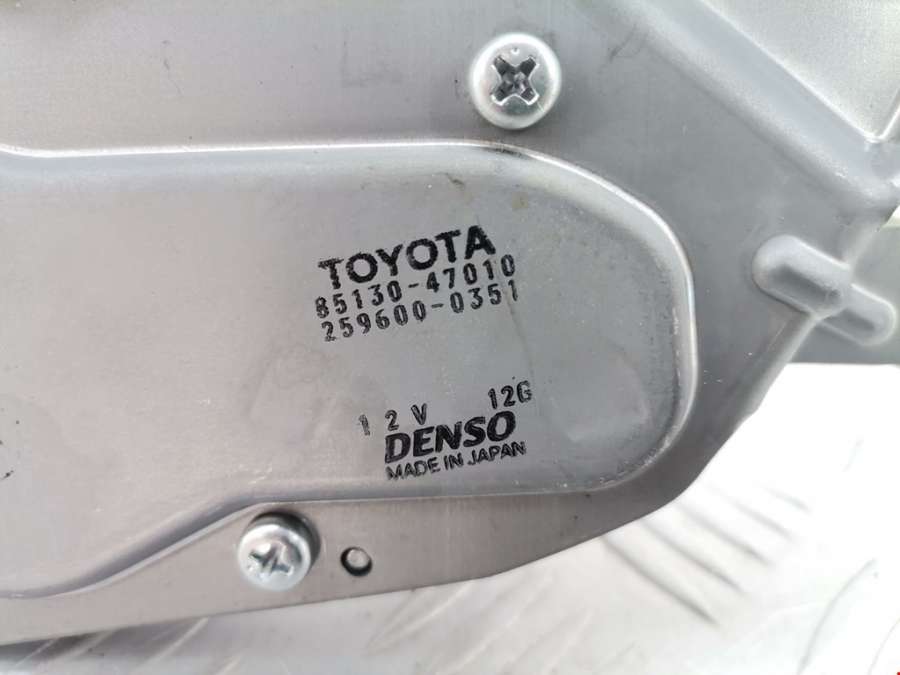 TOYOTA
85130-47010
259600-0351
12V 12G
DENSO
MADE IN JAPAN